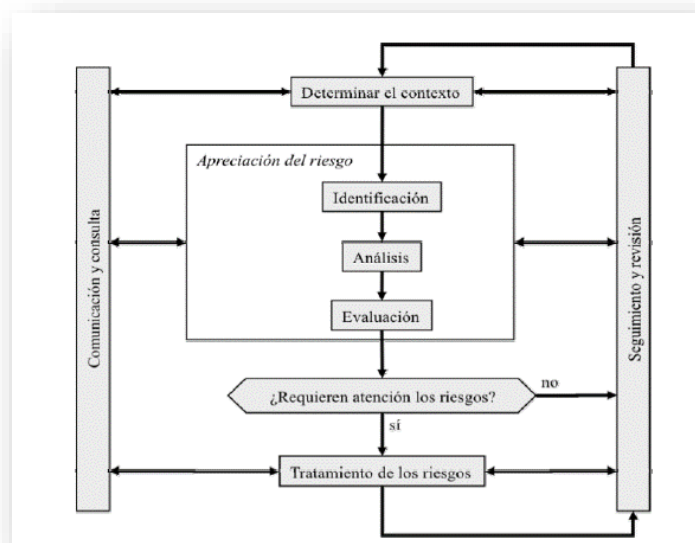 Determinar el contexto
Apreciación del riesgo
Identificación
Análisis
Evaluación
¿Requieren atención los riesgos?
no
sí
Tratamiento de los riesgos
Comunicación y consulta
Seguimiento y revisión